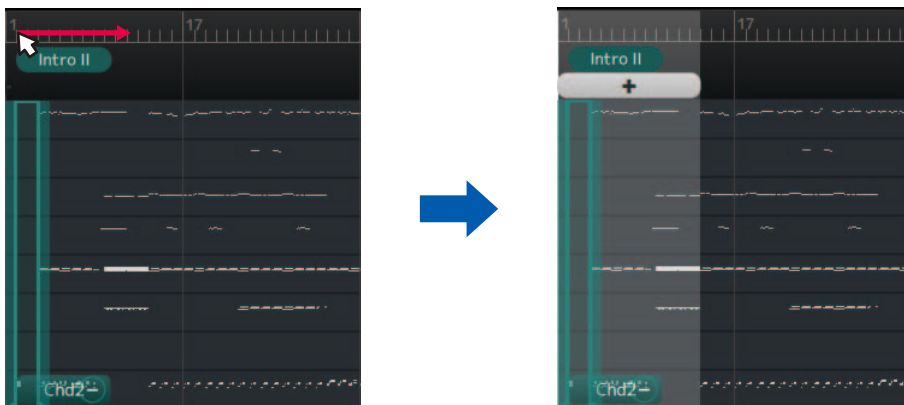 1 17
Intro II
Chd2
1 17
Intro II
+
Chd2